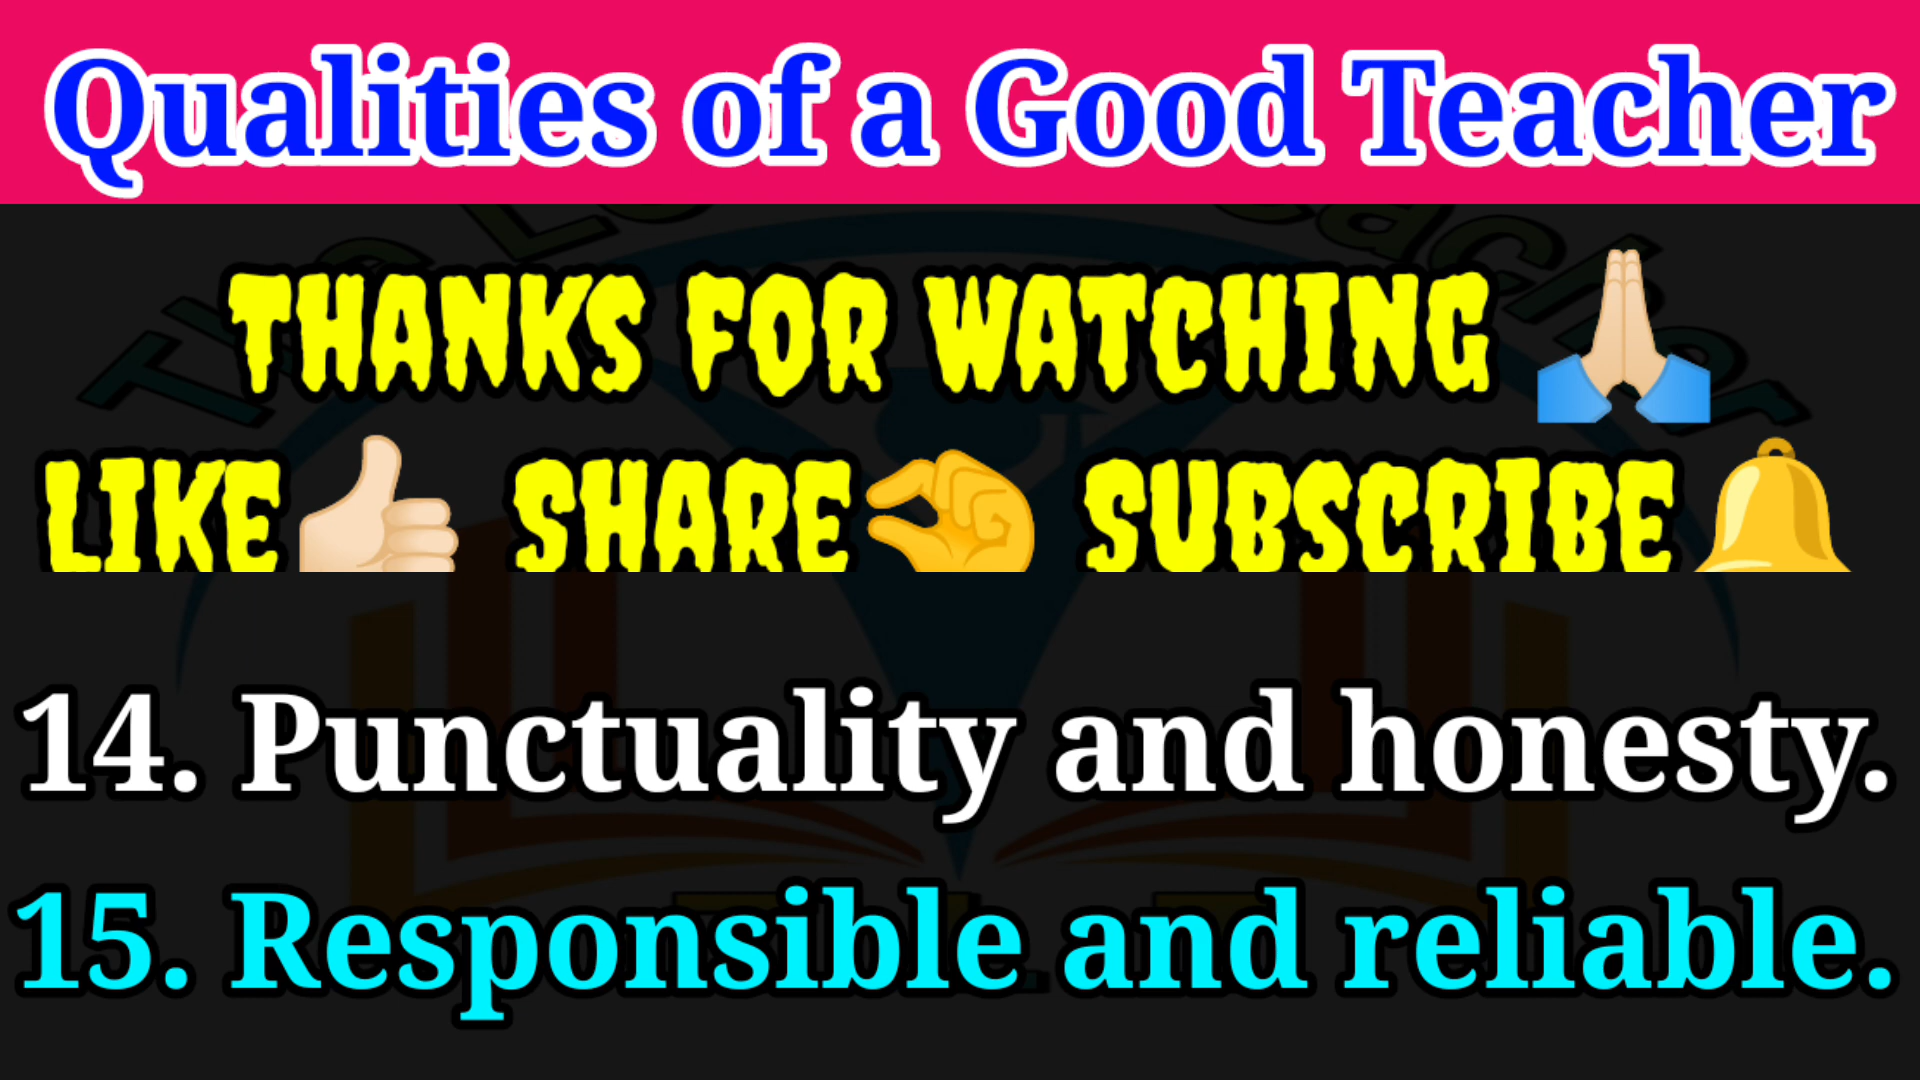 Qualities of a Good Teacher
THANKS FOR WATCHING 🙏🏻
LIKE👍🏻 SHARE🤏 SUBSCRIBE🔔
14. Punctuality and honesty.
15. Responsible and reliable.